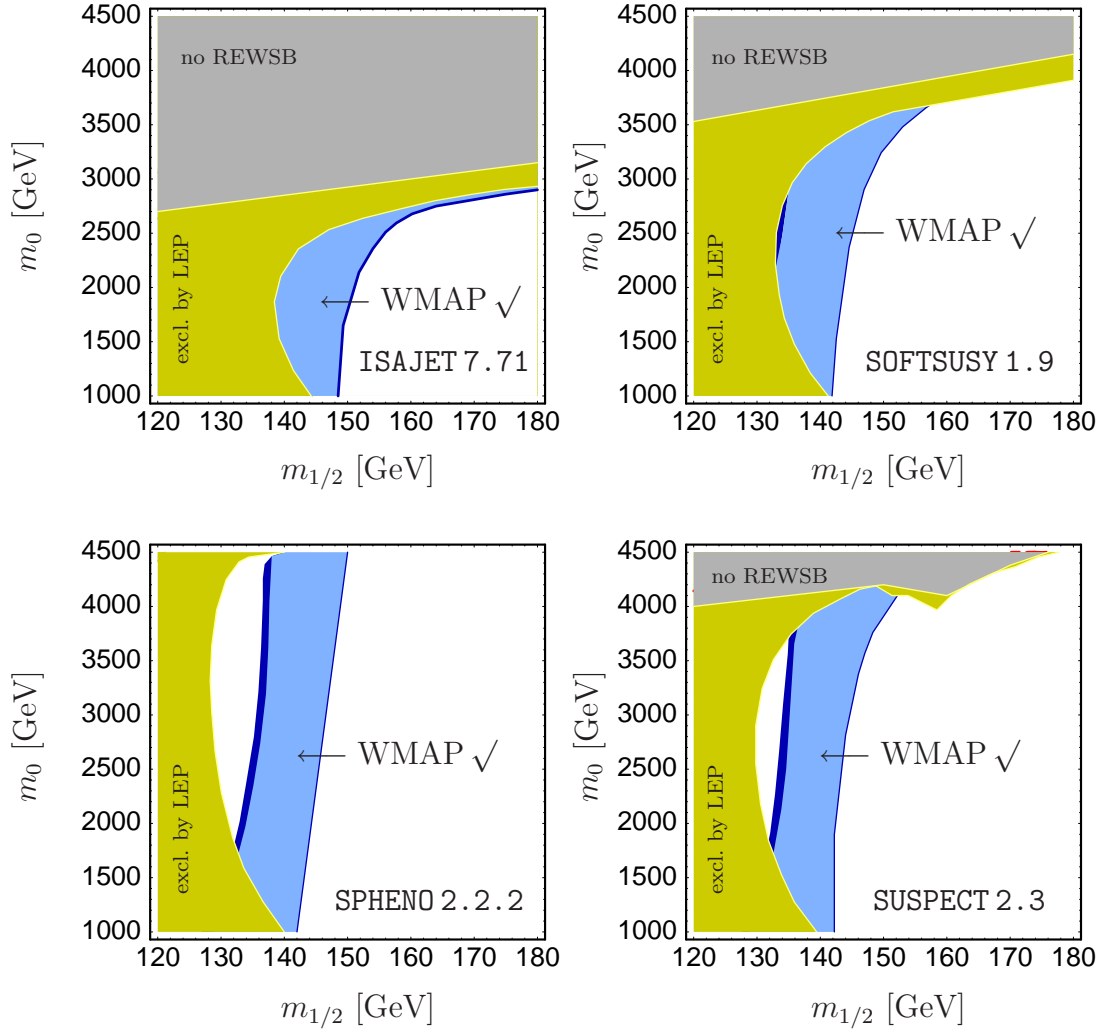 4500
4000
3500
3000
2500
2000
1500
1000
m₀ [GeV]
no REWSB
excl. by LEP
← WMAP √
ISAJET 7.71
120 130 140 150 160 170 180
m₁/₂ [GeV]
4500
4000
3500
3000
2500
2000
1500
1000
m₀ [GeV]
no REWSB
excl. by LEP
← WMAP √
SOFTSUSY 1.9
120 130 140 150 160 170 180
m₁/₂ [GeV]
4500
4000
3500
3000
2500
2000
1500
1000
m₀ [GeV]
excl. by LEP
← WMAP √
SPHENO 2.2.2
120 130 140 150 160 170 180
m₁/₂ [GeV]
4500
4000
3500
3000
2500
2000
1500
1000
m₀ [GeV]
no REWSB
excl. by LEP
← WMAP √
SUSPECT 2.3
120 130 140 150 160 170 180
m₁/₂ [GeV]